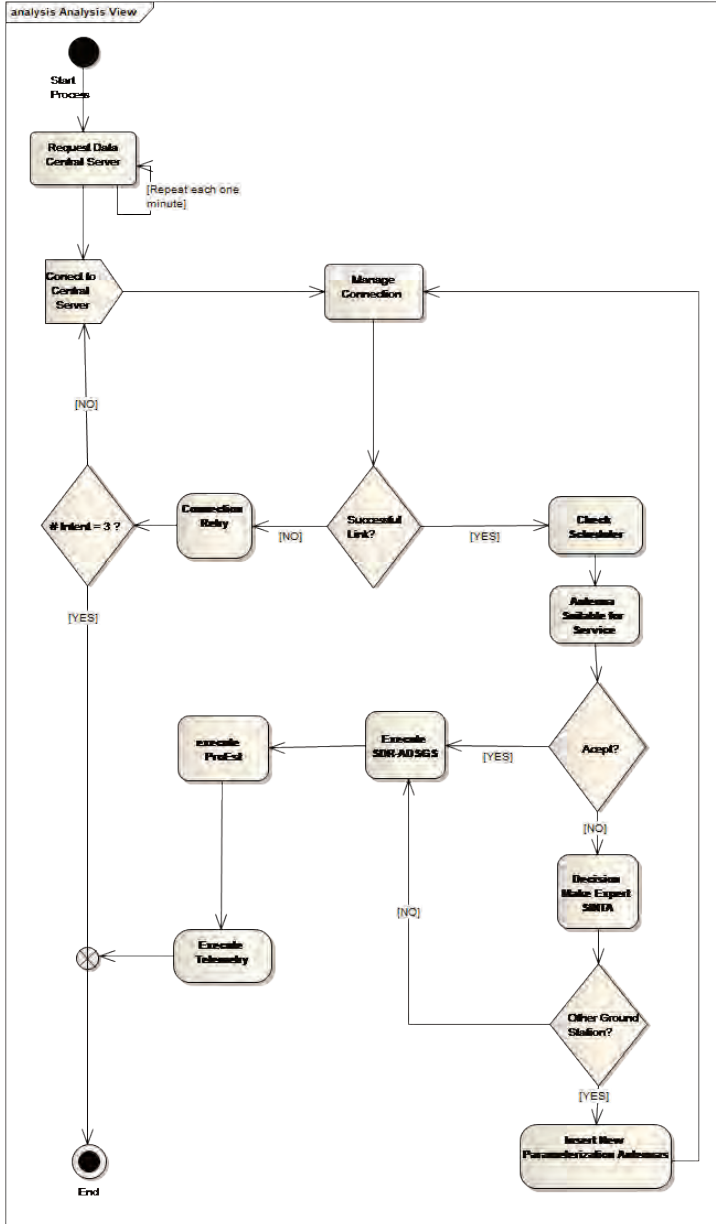 analysis Analysis View
Start
Process
Request Data
Central Server
[Repeat each one
minute]
Conect to
Central
Server
Manage
Connection
[NO]
# Intent = 3 ?
Connection
Retry
[NO]
Successful
Link?
[YES]
Check
Scheduler
[YES]
Antenna
Suitable for
Service
execute
ProEst
Execute
SDR-ADSGS
[YES]
Acept?
[NO]
Decision
Make Expert
SINTA
[NO]
Execute
Telemetry
Other Ground
Station?
[YES]
Insert New
Parameterization Antennas
End